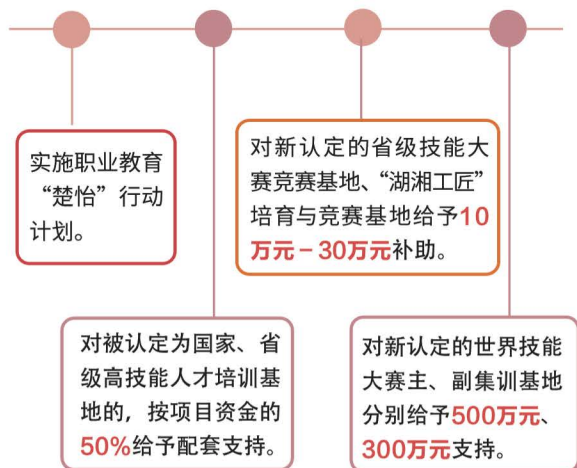 实施职业教育
“楚怡”行动
计划。
对新认定的省级技能大
赛竞赛基地、“湖湘工匠”
培育与竞赛基地给予10
万元－30万元补助。
对被认定为国家、省
级高技能人才培训基
地的，按项目资金的
50%给予配套支持。
对新认定的世界技能
大赛主、副集训基地
分别给予500万元、
300万元支持。